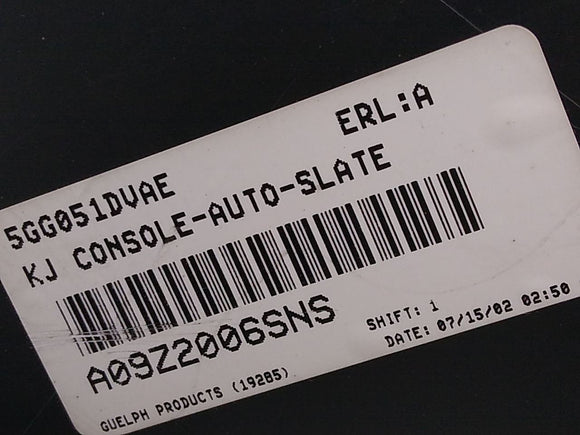 ERL:A
5GG051DVAE
KJ CONSOLE-AUTO-SLATE
A09Z2006SNS
SHIFT: 1
GUELPH PRODUCTS (19285)
DATE: 07/15/02 02:50